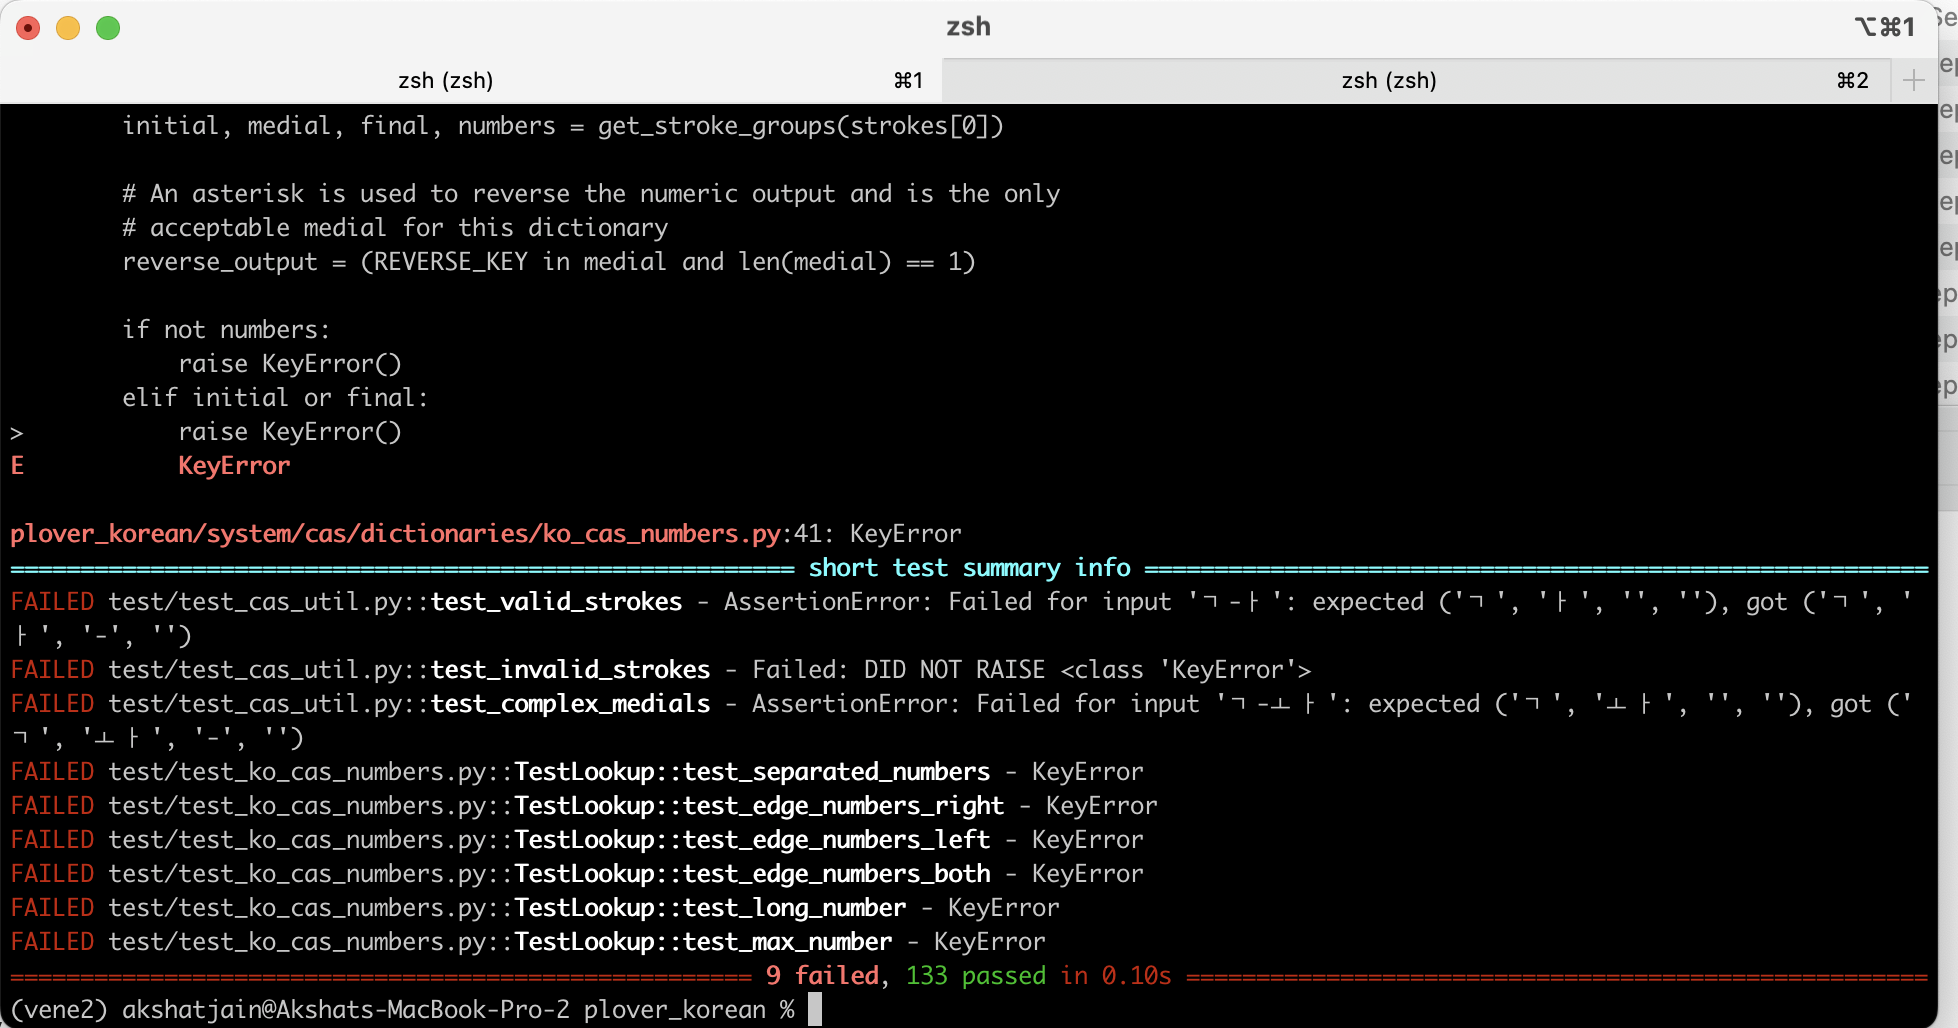 zsh
⌥⌘1
zsh (zsh) ⌘1 zsh (zsh) ⌘2
initial, medial, final, numbers = get_stroke_groups(strokes[0])
# An asterisk is used to reverse the numeric output and is the only
# acceptable medial for this dictionary
reverse_output = (REVERSE_KEY in medial and len(medial) == 1)
if not numbers:
raise KeyError()
elif initial or final:
> raise KeyError()
E KeyError
plover_korean/system/cas/dictionaries/ko_cas_numbers.py:41: KeyError
short test summary info
FAILED test/test_cas_util.py::test_valid_strokes - AssertionError: Failed for input 'ㄱ-ㅏ': expected ('ㄱ', 'ㅏ', '', ''), got ('ㄱ', '
ㅏ', '-', '')
FAILED test/test_cas_util.py::test_invalid_strokes - Failed: DID NOT RAISE <class 'KeyError'>
FAILED test/test_cas_util.py::test_complex_medials - AssertionError: Failed for input 'ㄱ-ㅗㅏ': expected ('ㄱ', 'ㅗㅏ', '', ''), got ('
ㄱ', 'ㅗㅏ', '-', '')
FAILED test/test_ko_cas_numbers.py::TestLookup::test_separated_numbers - KeyError
FAILED test/test_ko_cas_numbers.py::TestLookup::test_edge_numbers_right - KeyError
FAILED test/test_ko_cas_numbers.py::TestLookup::test_edge_numbers_left - KeyError
FAILED test/test_ko_cas_numbers.py::TestLookup::test_edge_numbers_both - KeyError
FAILED test/test_ko_cas_numbers.py::TestLookup::test_long_number - KeyError
FAILED test/test_ko_cas_numbers.py::TestLookup::test_max_number - KeyError
9 failed, 133 passed in 0.10s
(vene2) akshatjain@Akshats-MacBook-Pro-2 plover_korean %